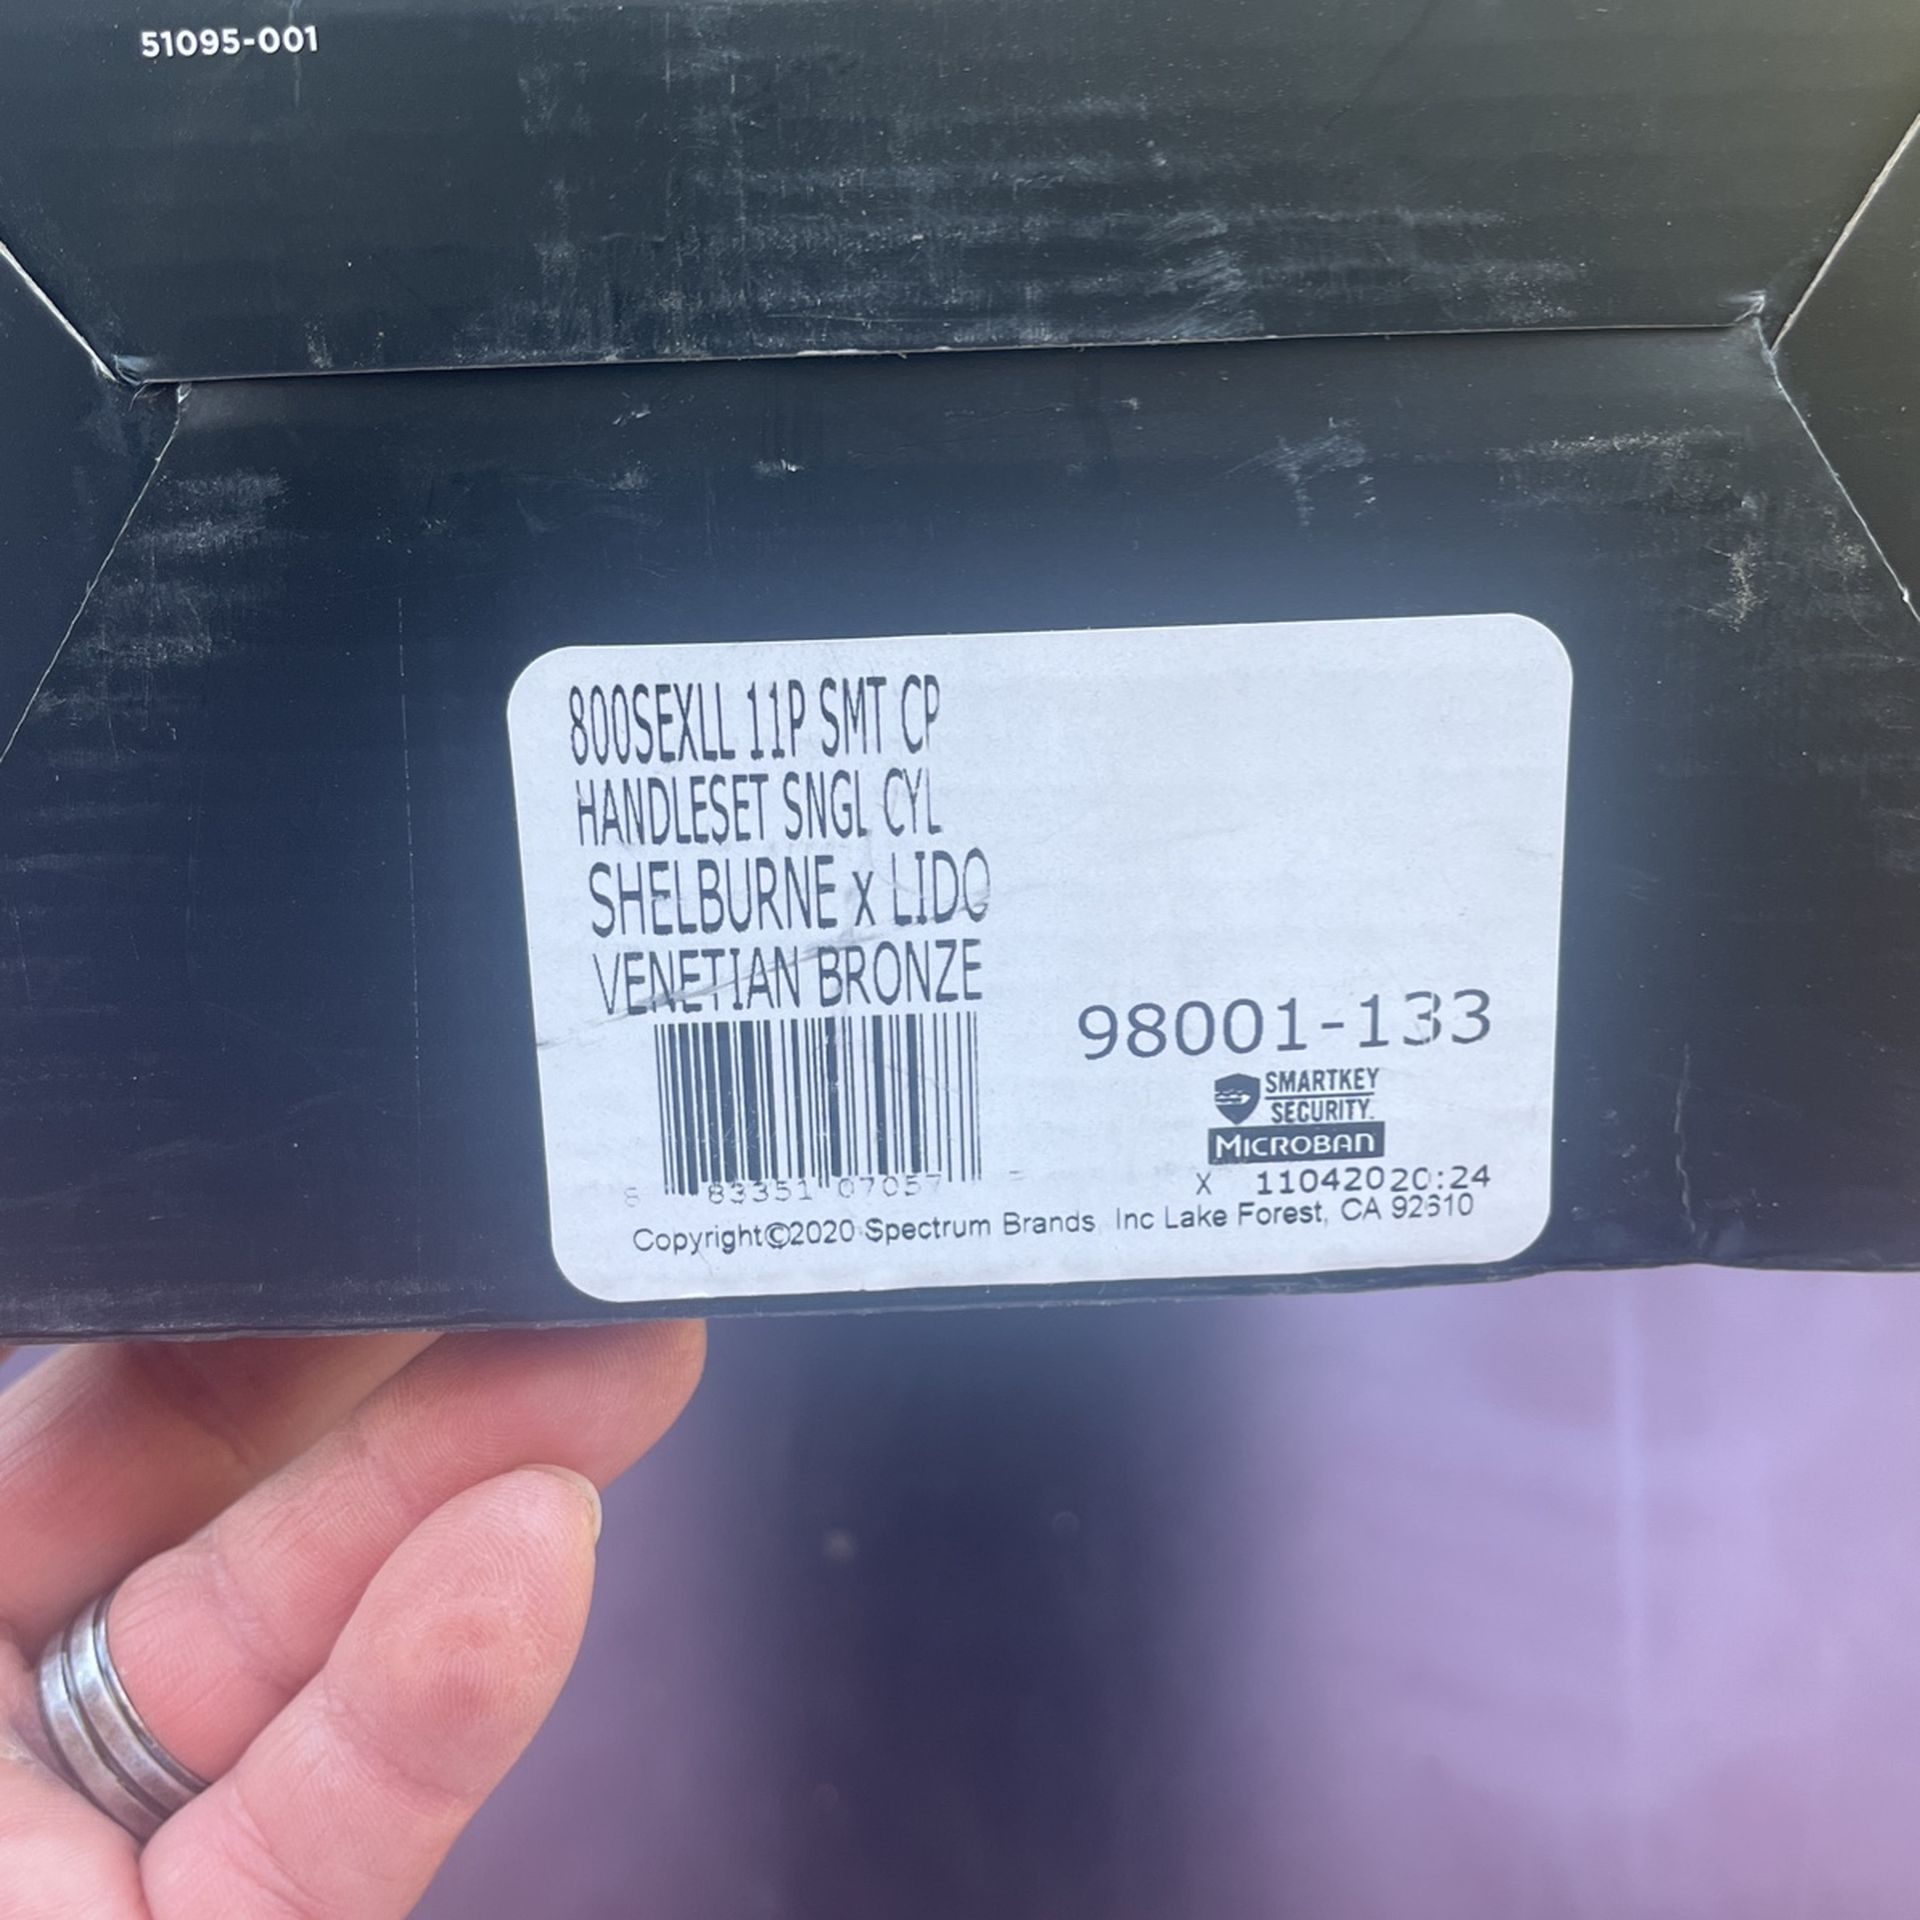 51095-001
800SEXLL 11P SMT CP
HANDLESET SNGL CYL
SHELBURNE x LIDO
VENETIAN BRONZE
98001-133
SMARTKEY
SECURITY
MICROBAN
8 83351 07057
X 11042020:24
Copyright©2020 Spectrum Brands, Inc Lake Forest, CA 92610